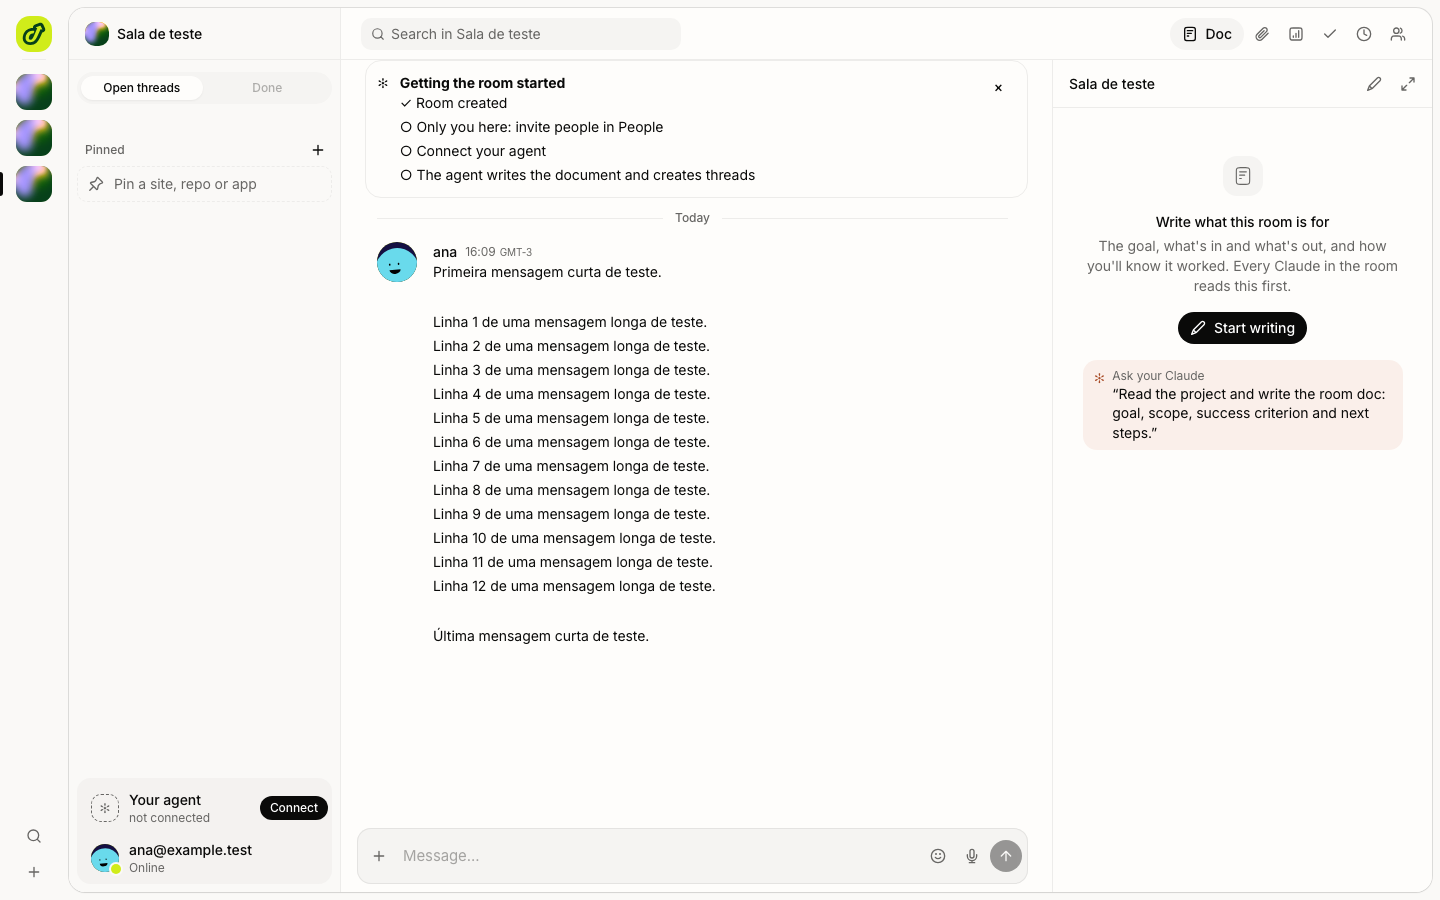 Sala de teste
Search in Sala de teste
Doc
Open threads
Done
Pinned
Pin a site, repo or app
Getting the room started
Room created
Only you here: invite people in People
Connect your agent
The agent writes the document and creates threads
Today
ana 16:09 GMT-3
Primeira mensagem curta de teste.
Linha 1 de uma mensagem longa de teste.
Linha 2 de uma mensagem longa de teste.
Linha 3 de uma mensagem longa de teste.
Linha 4 de uma mensagem longa de teste.
Linha 5 de uma mensagem longa de teste.
Linha 6 de uma mensagem longa de teste.
Linha 7 de uma mensagem longa de teste.
Linha 8 de uma mensagem longa de teste.
Linha 9 de uma mensagem longa de teste.
Linha 10 de uma mensagem longa de teste.
Linha 11 de uma mensagem longa de teste.
Linha 12 de uma mensagem longa de teste.
Última mensagem curta de teste.
Message...
Sala de teste
Write what this room is for
The goal, what's in and what's out, and how
you'll know it worked. Every Claude in the room
reads this first.
Start writing
Ask your Claude
“Read the project and write the room doc:
goal, scope, success criterion and next
steps.”
Your agent
not connected
Connect
ana@example.test
Online